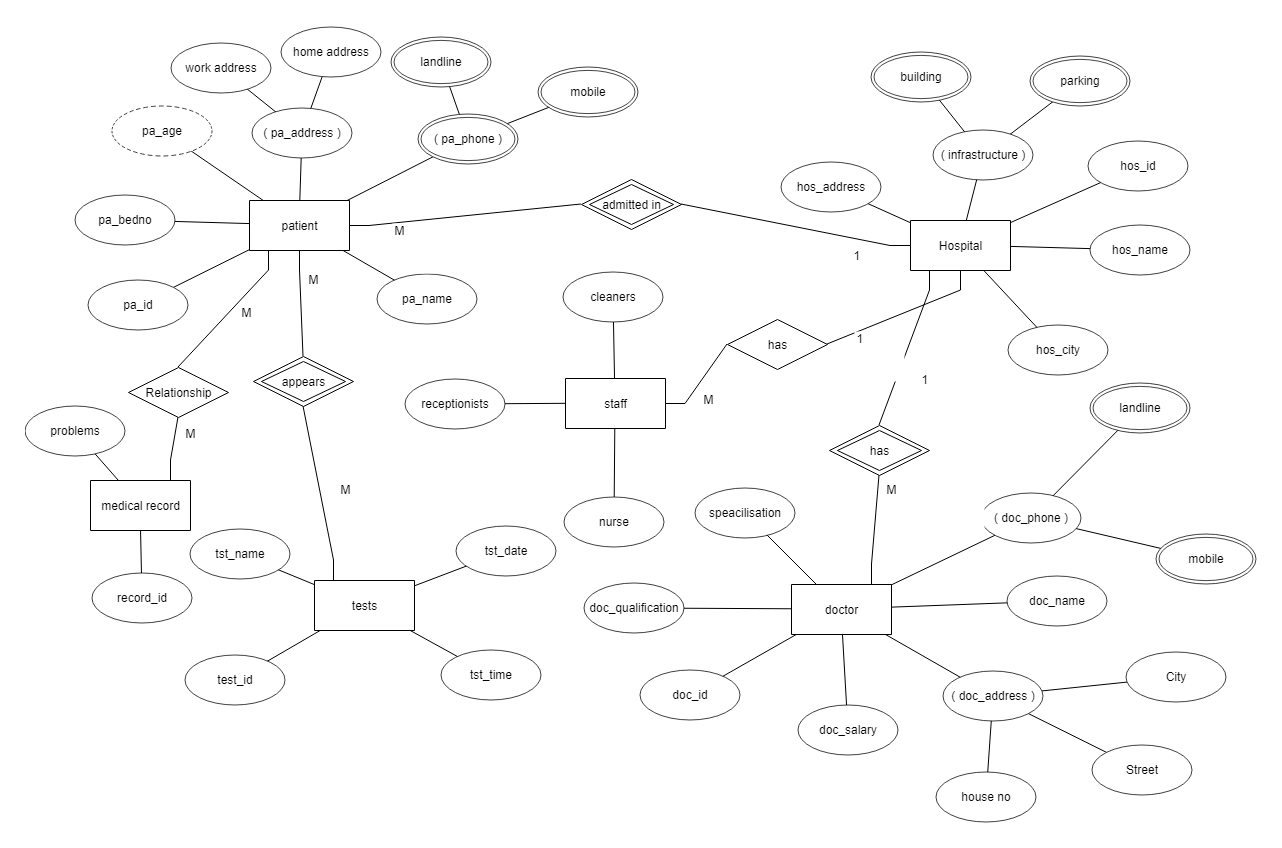 home address
landline
work address
building
parking
mobile
pa_age
( pa_address )
( pa_phone )
( infrastructure )
hos_id
hos_address
admitted in
pa_bedno
patient
M
Hospital
hos_name
1
M
pa_id
pa_name
cleaners
M
1
has
hos_city
1
appears
Relationship
M
receptionists
staff
landline
problems
M
has
M
M
medical record
speacilisation
( doc_phone )
nurse
tst_name
tst_date
mobile
record_id
tests
doc_qualification
doctor
doc_name
test_id
tst_time
City
doc_id
( doc_address )
doc_salary
Street
house no